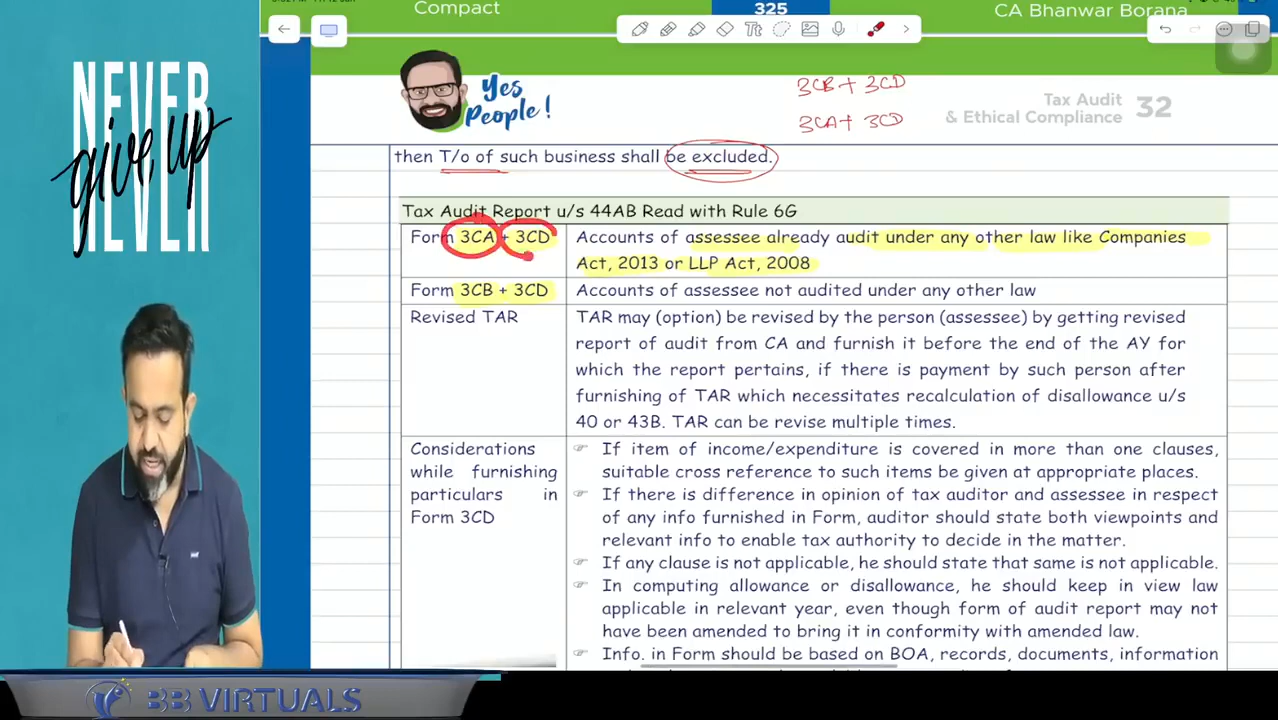 Compact
325
CA Bhanwar Borana
NEVER
give up
NEVER
Yes
People !
3CB + 3CD
3CA + 3CD
Tax Audit
& Ethical Compliance
32
then T/o of such business shall be excluded.
Tax Audit Report u/s 44AB Read with Rule 6G
Form 3CA + 3CD
Accounts of assessee already audit under any other law like Companies
Act, 2013 or LLP Act, 2008
Form 3CB + 3CD
Accounts of assessee not audited under any other law
Revised TAR
TAR may (option) be revised by the person (assessee) by getting revised
report of audit from CA and furnish it before the end of the AY for
which the report pertains, if there is payment by such person after
furnishing of TAR which necessitates recalculation of disallowance u/s
40 or 43B. TAR can be revise multiple times.
Considerations
while furnishing
particulars in
Form 3CD
If item of income/expenditure is covered in more than one clauses,
suitable cross reference to such items be given at appropriate places.
If there is difference in opinion of tax auditor and assessee in respect
of any info furnished in Form, auditor should state both viewpoints and
relevant info to enable tax authority to decide in the matter.
If any clause is not applicable, he should state that same is not applicable.
In computing allowance or disallowance, he should keep in view law
applicable in relevant year, even though form of audit report may not
have been amended to bring it in conformity with amended law.
Info. in Form should be based on BOA, records, documents, information
BB VIRTUALS